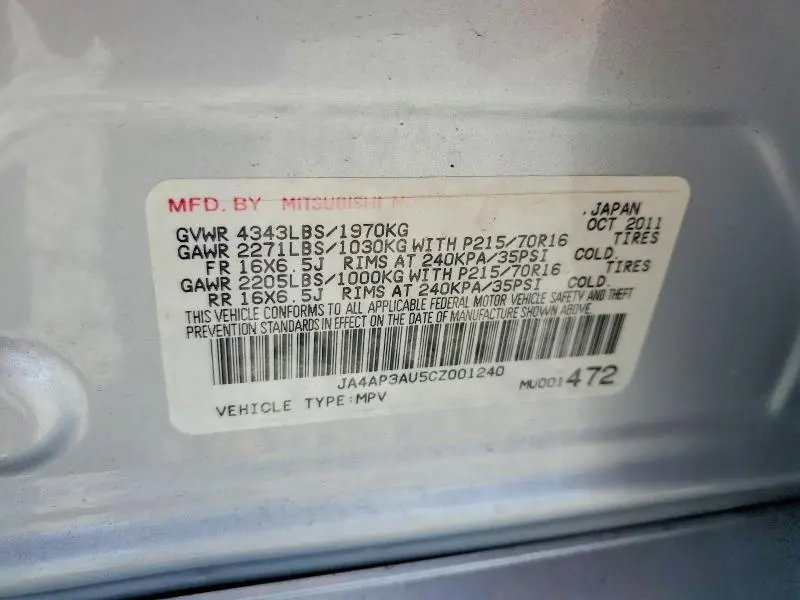 MFD. BY MITSUBISHI
, JAPAN
GVWR 4343LBS/1970KG OCT 2011
GAWR 2271LBS/1030KG WITH P215/70R16 TIRES
FR 16X6.5J RIMS AT 240KPA/35PSI COLD.
GAWR 2205LBS/1000KG WITH P215/70R16 TIRES
RR 16X6.5J RIMS AT 240KPA/35PSI COLD.
THIS VEHICLE CONFORMS TO ALL APPLICABLE FEDERAL MOTOR VEHICLE SAFETY AND THEFT
PREVENTION STANDARDS IN EFFECT ON THE DATE OF MANUFACTURE SHOWN ABOVE.
JA4AP3AU5CZ001240
MU001472
VEHICLE TYPE:MPV